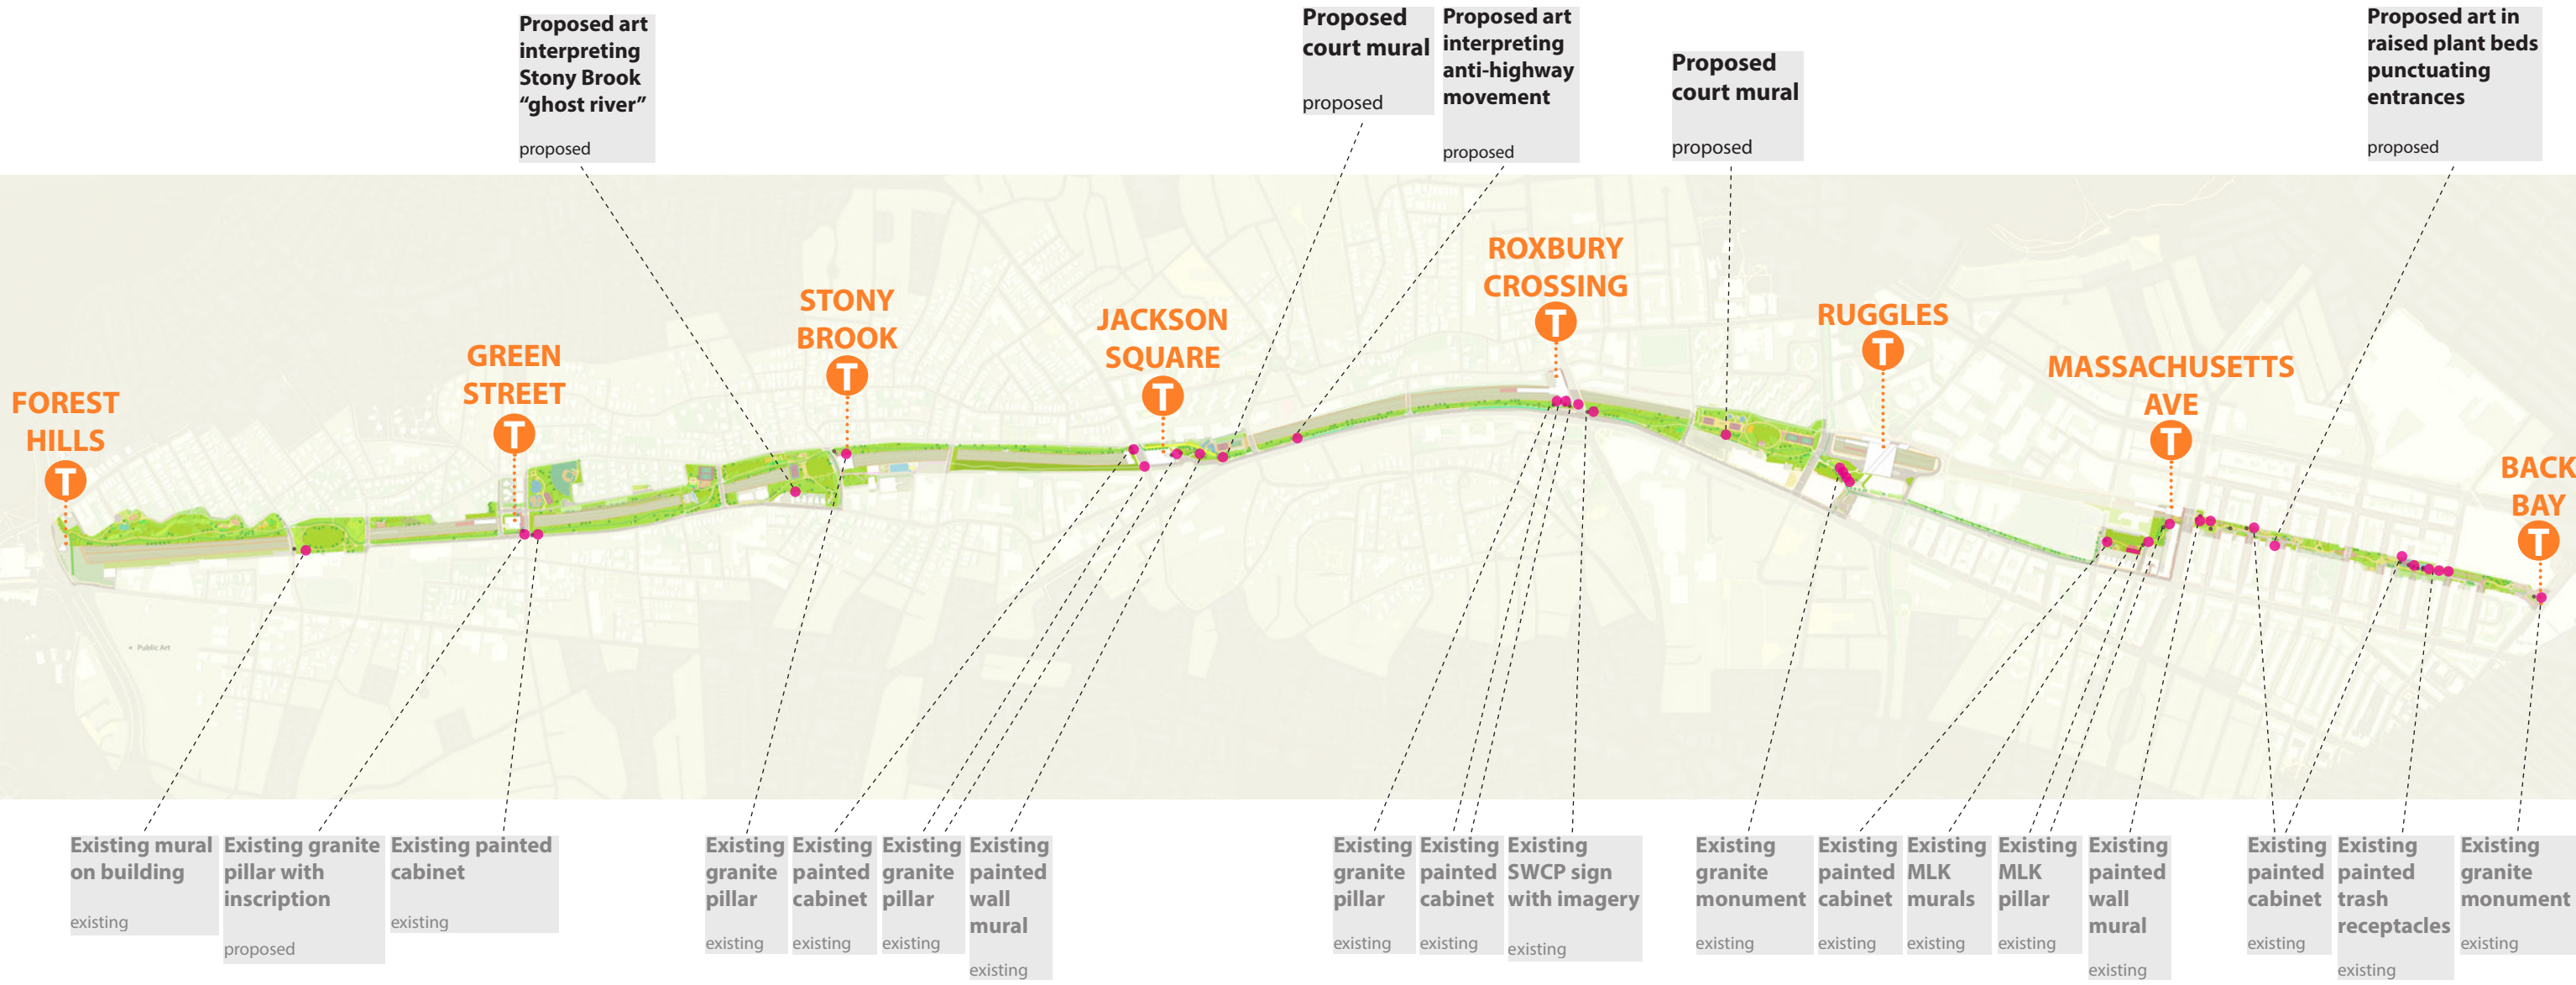 Proposed art
interpreting
Stony Brook
“ghost river”
proposed
Proposed
court mural
proposed
Proposed art
interpreting
anti-highway
movement
proposed
Proposed
court mural
proposed
Proposed art in
raised plant beds
punctuating
entrances
proposed
FOREST
HILLS
T
GREEN
STREET
T
STONY
BROOK
T
JACKSON
SQUARE
T
ROXBURY
CROSSING
T
RUGGLES
T
MASSACHUSETTS
AVE
T
BACK
BAY
T
Public Art
Existing mural
on building
existing
Existing granite
pillar with
inscription
proposed
Existing painted
cabinet
existing
Existing
granite
pillar
existing
Existing
painted
cabinet
existing
Existing
granite
pillar
existing
Existing
painted
wall
mural
existing
Existing
granite
pillar
existing
Existing
painted
cabinet
existing
Existing
SWCP sign
with imagery
existing
Existing
granite
monument
existing
Existing
painted
cabinet
existing
Existing
MLK
murals
existing
Existing
MLK
pillar
existing
Existing
painted
wall
mural
existing
Existing
painted
cabinet
existing
Existing
painted
trash
receptacles
existing
Existing
granite
monument
existing